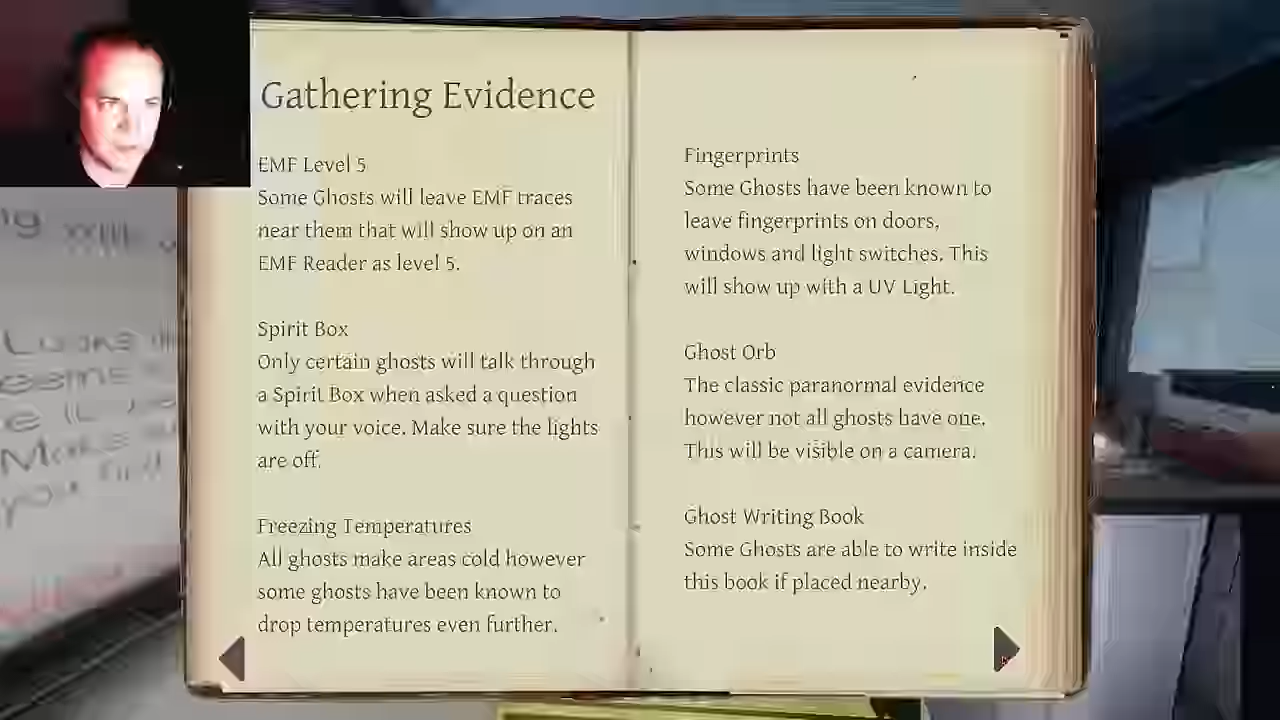 Gathering Evidence
EMF Level 5
Some Ghosts will leave EMF traces
near them that will show up on an
EMF Reader as level 5.
Spirit Box
Only certain ghosts will talk through
a Spirit Box when asked a question
with your voice. Make sure the lights
are off.
Freezing Temperatures
All ghosts make areas cold however
some ghosts have been known to
drop temperatures even further.
Fingerprints
Some Ghosts have been known to
leave fingerprints on doors,
windows and light switches. This
will show up with a UV Light.
Ghost Orb
The classic paranormal evidence
however not all ghosts have one.
This will be visible on a camera.
Ghost Writing Book
Some Ghosts are able to write inside
this book if placed nearby.
will
Looks
Make
you find